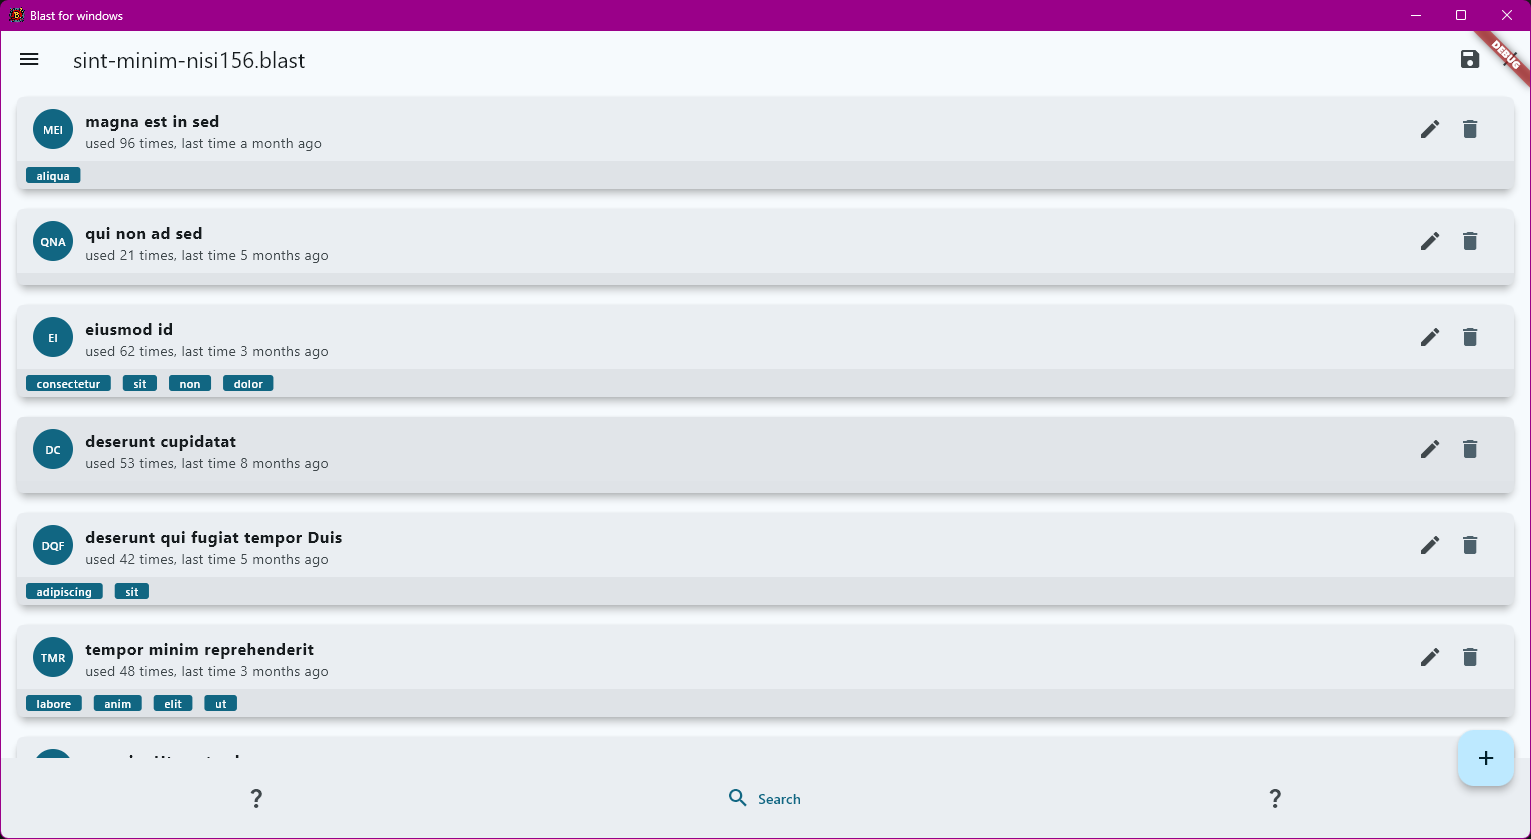 Blast for windows
sint-minim-nisi156.blast
DEBUG
MEI
magna est in sed
used 96 times, last time a month ago
aliqua
QNA
qui non ad sed
used 21 times, last time 5 months ago
EI
eiusmod id
used 62 times, last time 3 months ago
consectetur sit non dolor
DC
deserunt cupidatat
used 53 times, last time 8 months ago
DQF
deserunt qui fugiat tempor Duis
used 42 times, last time 5 months ago
adipiscing sit
TMR
tempor minim reprehenderit
used 48 times, last time 3 months ago
labore anim elit ut
+
? Search ?